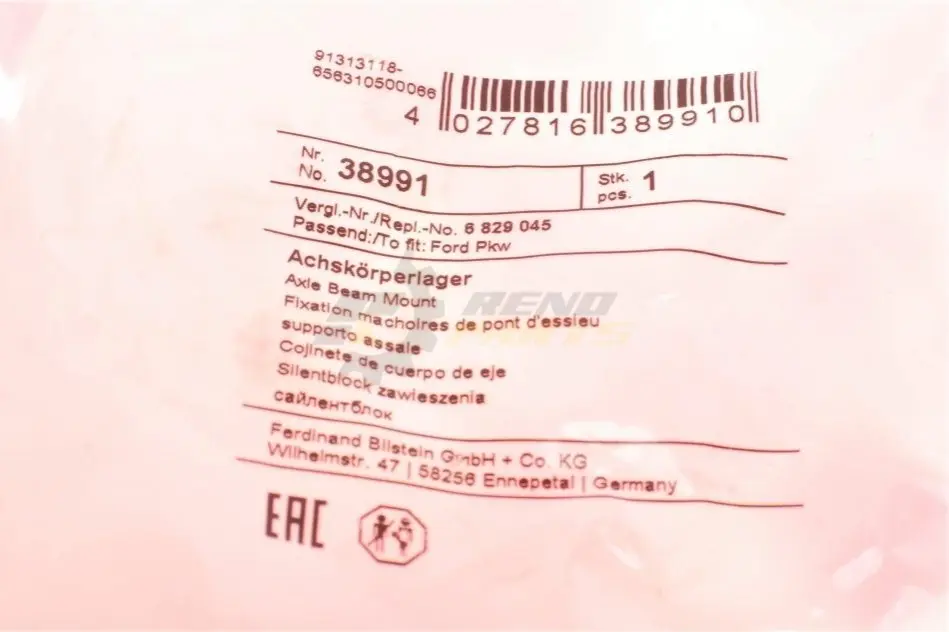 91313118-
656310500066
4 027816 389910
Nr.
No. 38991
Stk.
pcs. 1
Vergl.-Nr./Repl.-No. 6 829 045
Passend:/To fit: Ford Pkw
Achskörperlager
Axle Beam Mount
Fixation machoires de pont d'essieu
supporto assale
Cojinete de cuerpo de eje
Silentblock zawieszenia
сайлентблок
Ferdinand Bilstein GmbH + Co. KG
Wilhelmstr. 47 | 58256 Ennepetal | Germany
EAC
RENO
PARTS